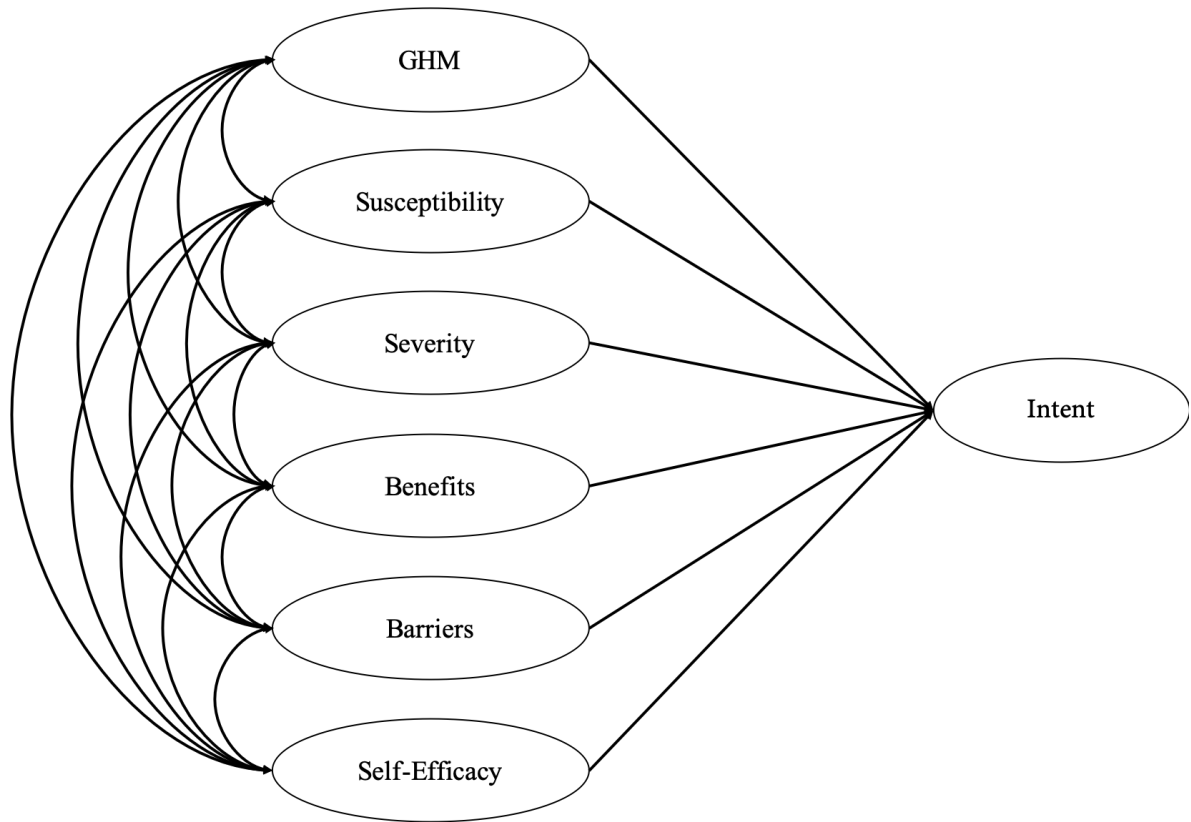 GHM
Susceptibility
Severity
Benefits
Intent
Barriers
Self-Efficacy